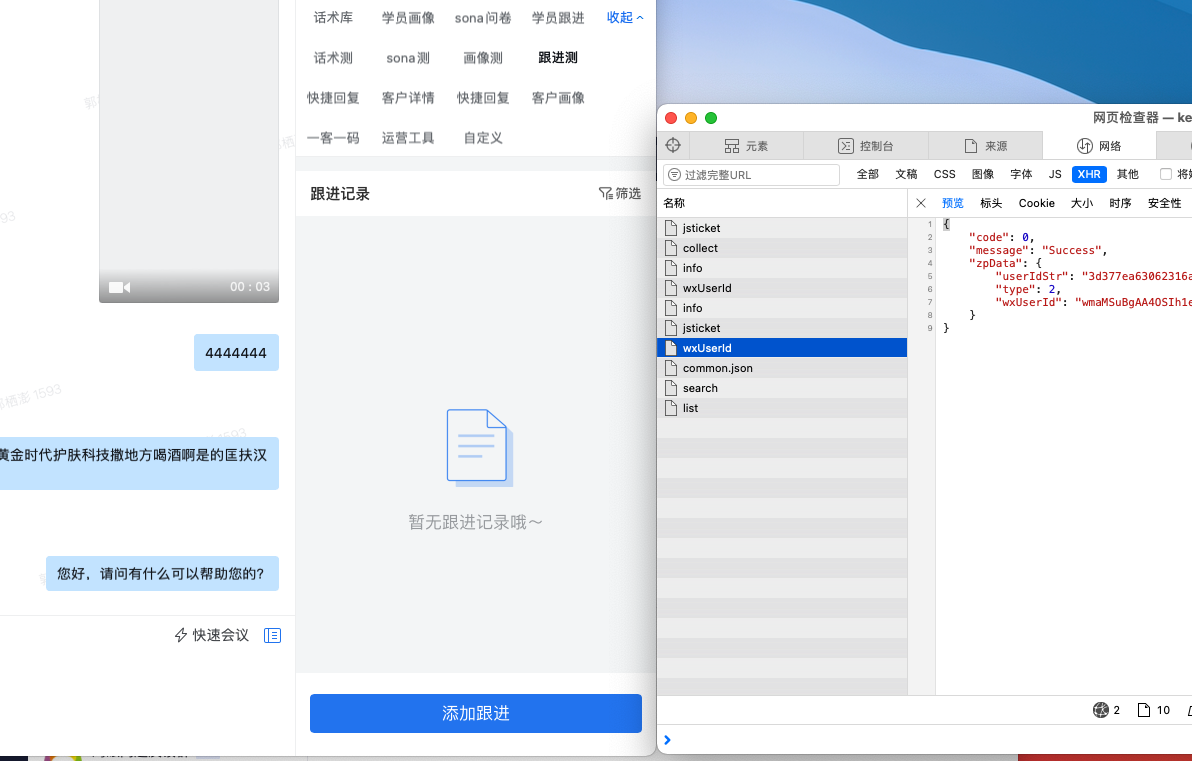 话术库 学员画像 sona问卷 学员跟进 收起
话术测 sona测 画像测 跟进测
快捷回复 客户详情 快捷回复 客户画像
一客一码 运营工具 自定义
跟进记录 筛选
暂无跟进记录哦～
添加跟进
00 : 03
4444444
1593
栖澎 1593
黄金时代护肤科技撒地方喝酒啊是的匡扶汉
您好，请问有什么可以帮助您的?
快速会议
网页检查器 — ke
元素 控制台 来源 网络
过滤完整URL 全部 文稿 CSS 图像 字体 JS XHR 其他
名称 预览 标头 Cookie 大小 时序 安全性
jsticket
collect
info
wxUserId
info
jsticket
wxUserId
common.json
search
list
1 {
2 "code": 0,
3 "message": "Success",
4 "zpData": {
5 "userIdStr": "3d377ea63062316a
6 "type": 2,
7 "wxUserId": "wmaMSuBgAA4OSIh1e
8 }
9 }
2 10